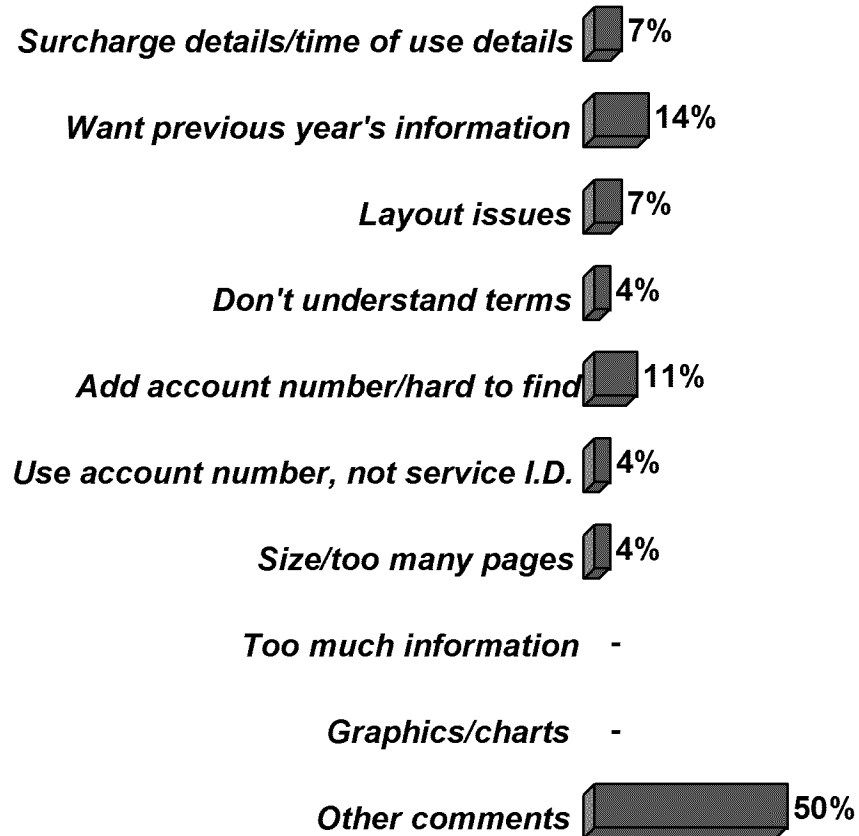 Surcharge details/time of use details 7%
Want previous year's information 14%
Layout issues 7%
Don't understand terms 4%
Add account number/hard to find 11%
Use account number, not service I.D. 4%
Size/too many pages 4%
Too much information -
Graphics/charts -
Other comments 50%